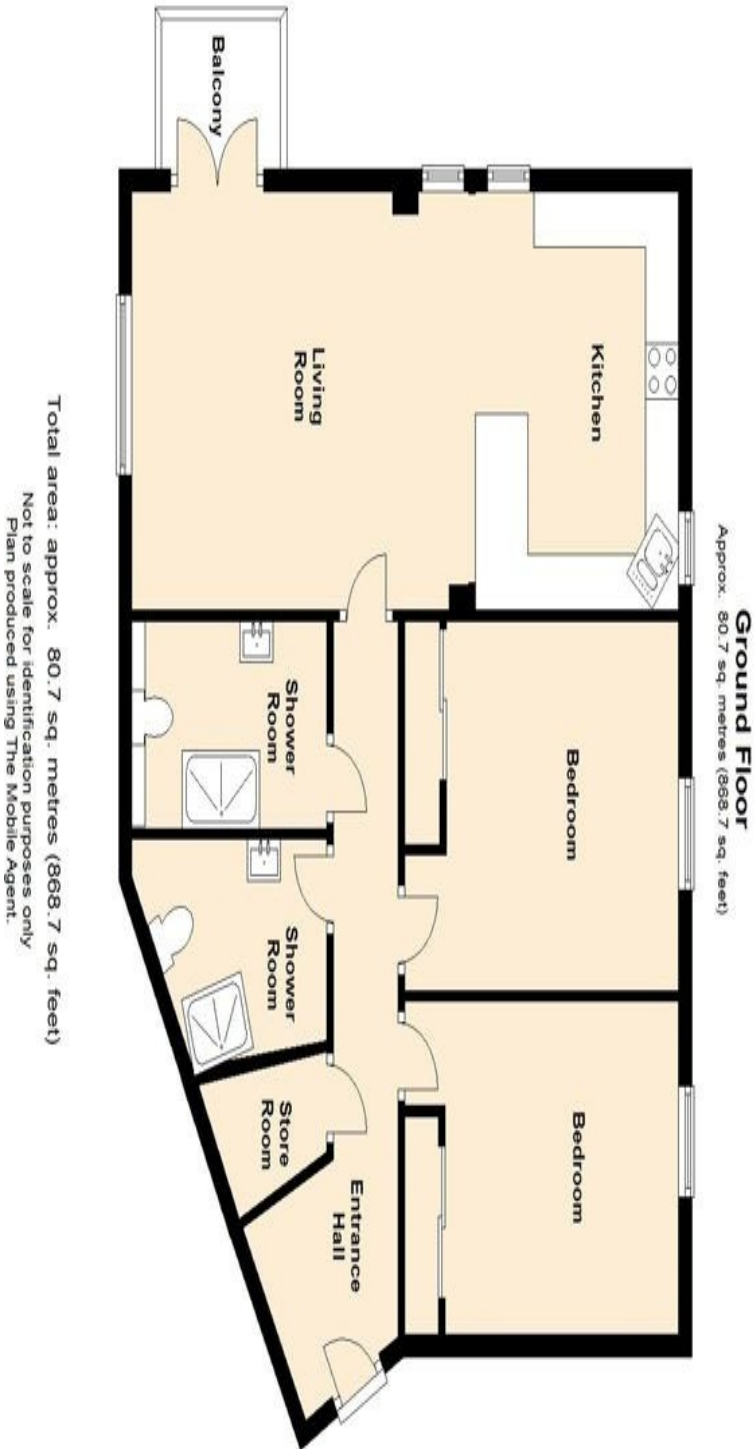 Ground Floor
Approx. 80.7 sq. metres (868.7 sq. feet)
Kitchen
Bedroom
Bedroom
Balcony
Living
Room
Shower
Room
Shower
Room
Store
Room
Entrance
Hall
Total area: approx. 80.7 sq. metres (868.7 sq. feet)
Not to scale for identification purposes only
Plan produced using The Mobile Agent.